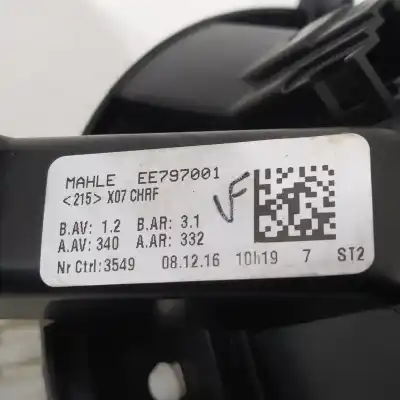 MAHLE EE797001
<215> X07 CHRF
VF
B.AV: 1.2 B.AR: 3.1
A.AV: 340 A.AR: 332
Nr Ctrl:3549 08.12.16 10h19 7 ST2